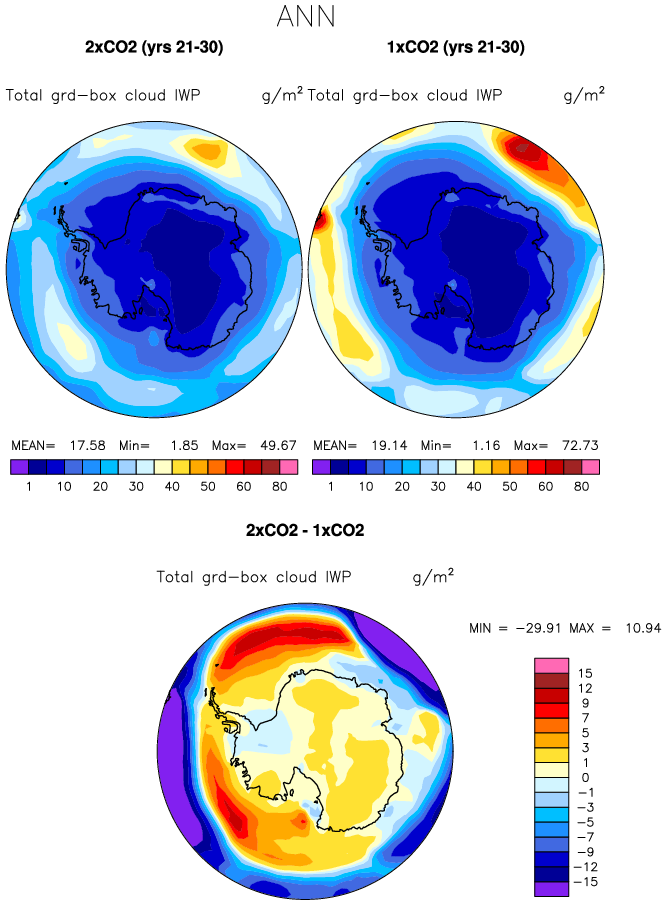 ANN
2xCO2 (yrs 21-30)
1xCO2 (yrs 21-30)
Total grd-box cloud IWP g/m²
Total grd-box cloud IWP g/m²
MEAN= 17.58 Min= 1.85 Max= 49.67
MEAN= 19.14 Min= 1.16 Max= 72.73
1 10 20 30 40 50 60 80
1 10 20 30 40 50 60 80
2xCO2 - 1xCO2
Total grd-box cloud IWP g/m²
MIN = -29.91 MAX = 10.94
15
12
9
7
5
3
1
0
-1
-3
-5
-7
-9
-12
-15